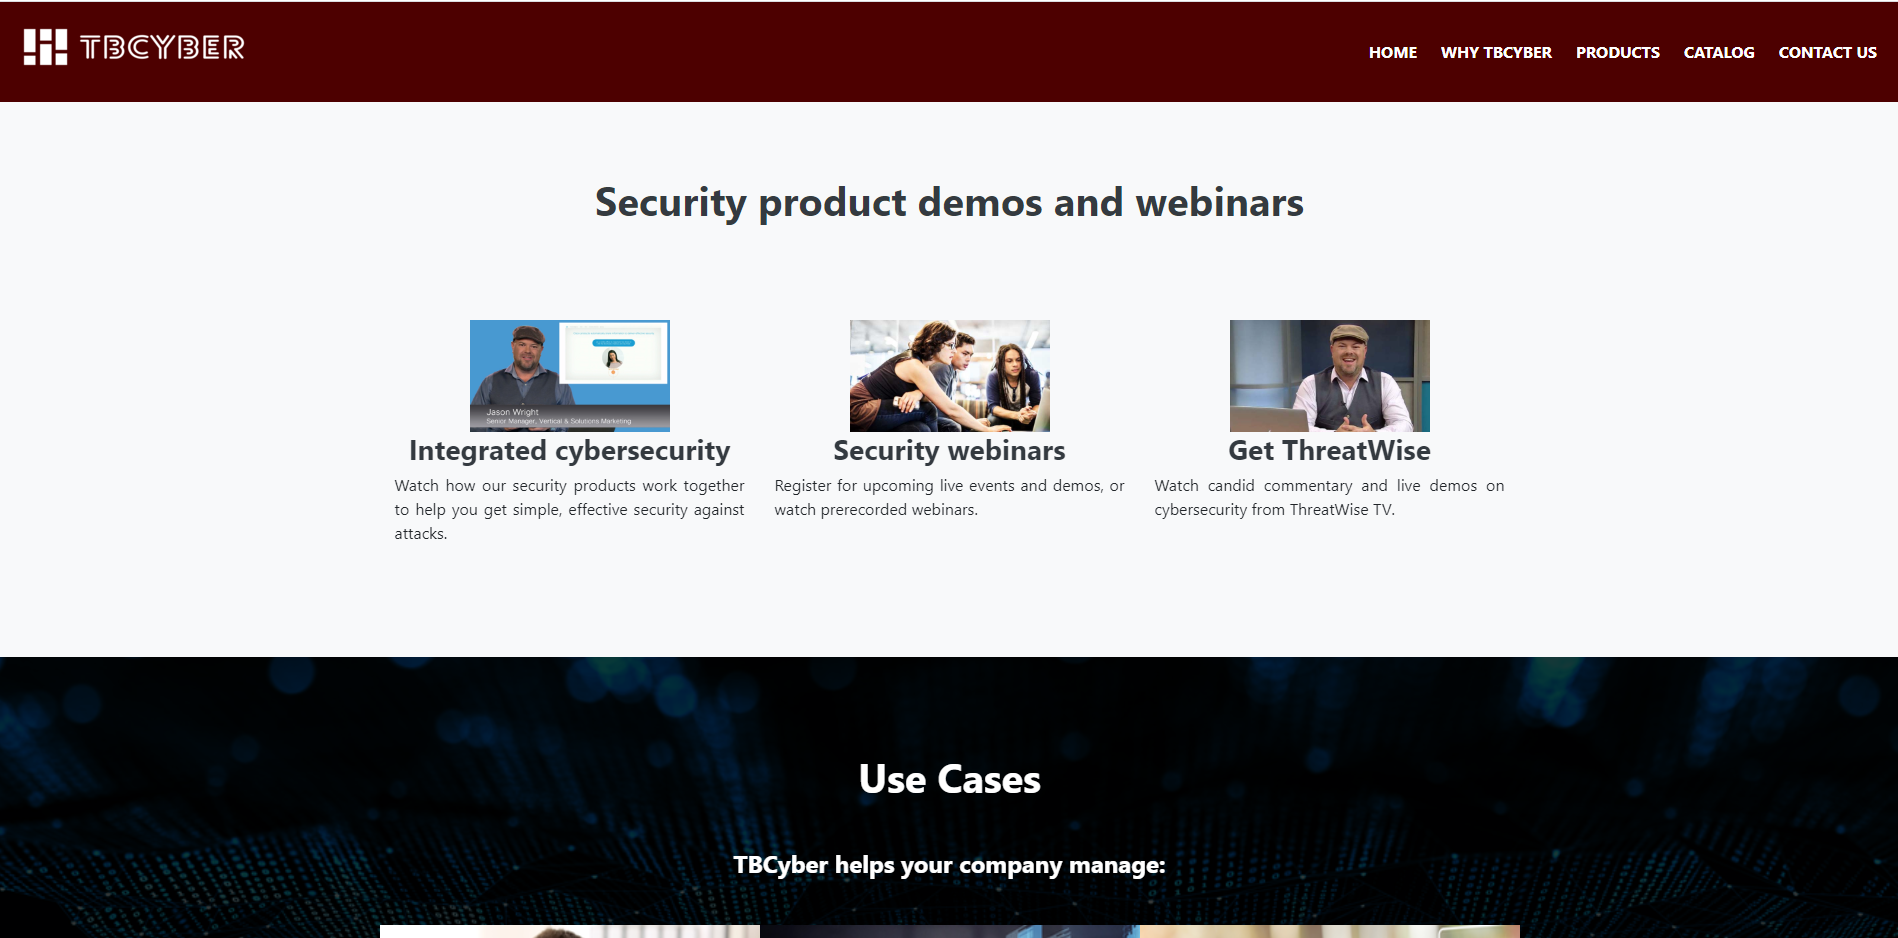 TBCYBER
HOME WHY TBCYBER PRODUCTS CATALOG CONTACT US
Security product demos and webinars
Jason Wright
Senior Manager, Vertical & Solutions Marketing
Integrated cybersecurity
Watch how our security products work together
to help you get simple, effective security against
attacks.
Security webinars
Register for upcoming live events and demos, or
watch prerecorded webinars.
Get ThreatWise
Watch candid commentary and live demos on
cybersecurity from ThreatWise TV.
Use Cases
TBCyber helps your company manage: